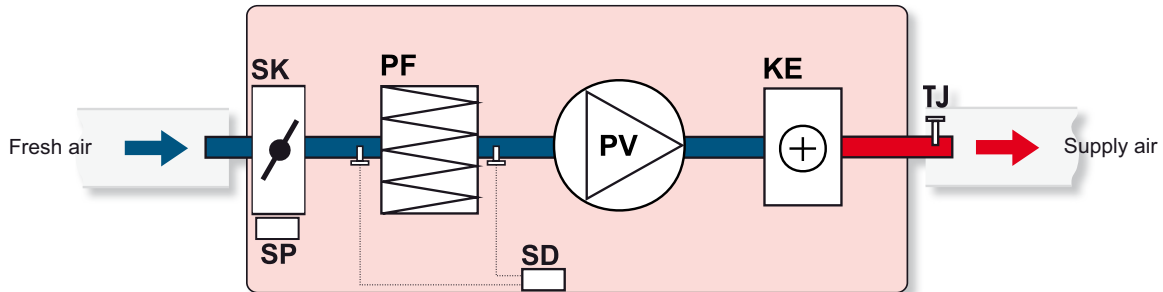 SK
PF
KE
TJ
Fresh air
PV
Supply air
SP
SD